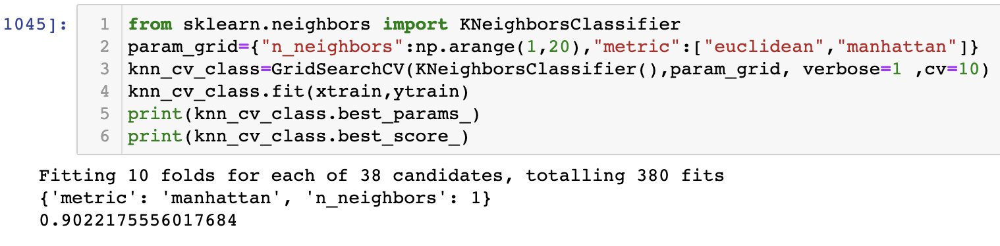 1045]:
1 from sklearn.neighbors import KNeighborsClassifier
2 param_grid={"n_neighbors":np.arange(1,20),"metric":["euclidean","manhattan"]}
3 knn_cv_class=GridSearchCV(KNeighborsClassifier(),param_grid, verbose=1 ,cv=10)
4 knn_cv_class.fit(xtrain,ytrain)
5 print(knn_cv_class.best_params_)
6 print(knn_cv_class.best_score_)
Fitting 10 folds for each of 38 candidates, totalling 380 fits
{'metric': 'manhattan', 'n_neighbors': 1}
0.9022175556017684